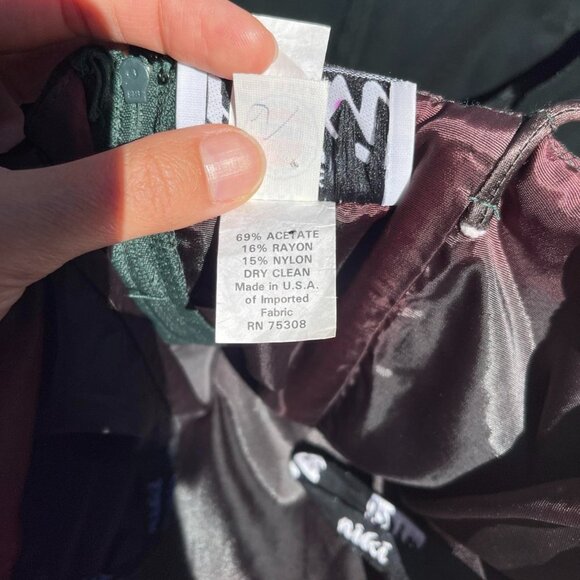 69% ACETATE
16% RAYON
15% NYLON
DRY CLEAN
Made in U.S.A.
of Imported
Fabric
RN 75308